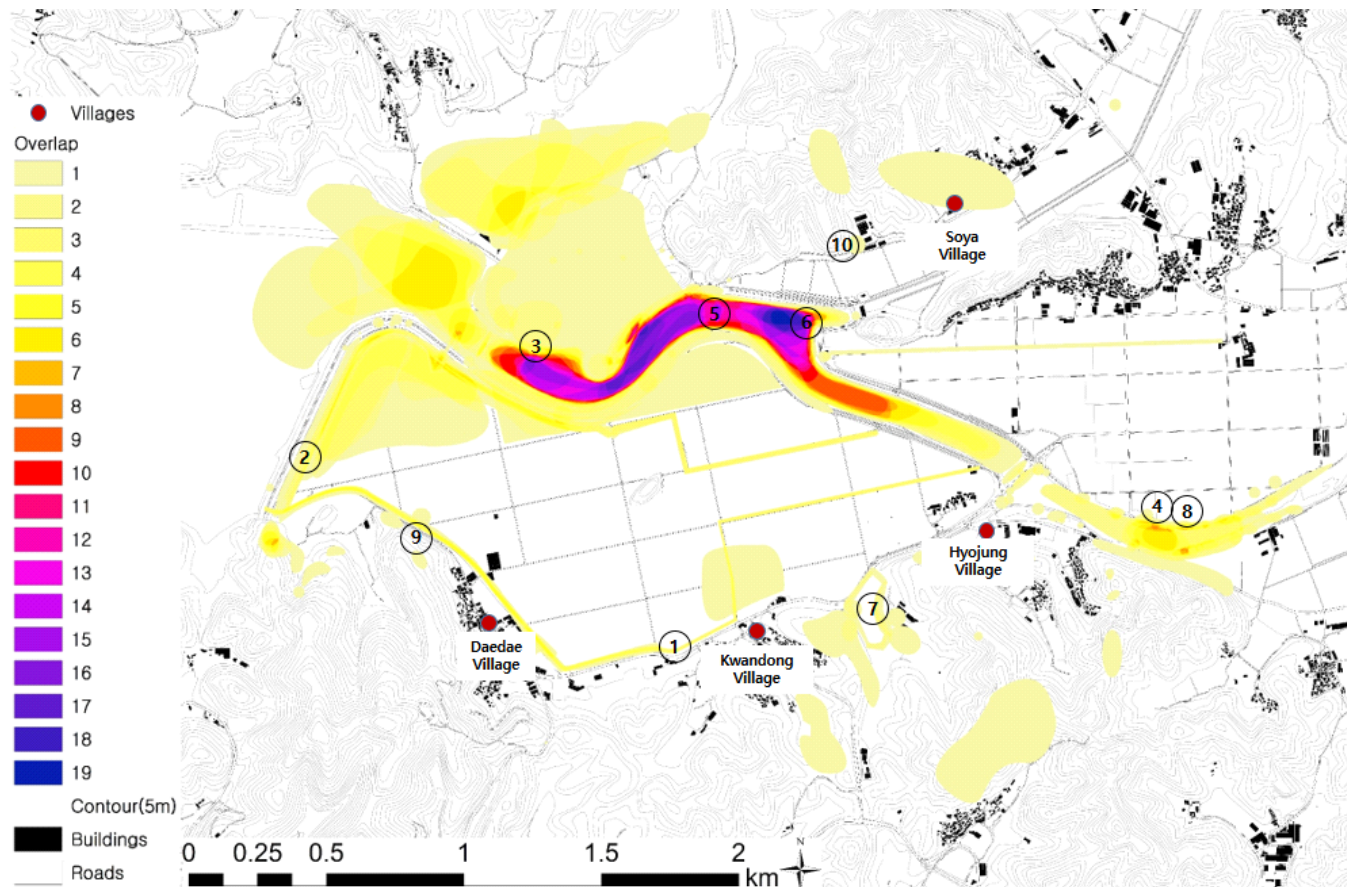 Villages
Overlap
1
2
3
4
5
6
7
8
9
10
11
12
13
14
15
16
17
18
19
Contour(5m)
Buildings
Roads
10
Soya
Village
5
6
3
2
4 8
9
Hyojung
Village
7
Daedae
Village
1
Kwandong
Village
N
0 0.25 0.5 1 1.5 2
km